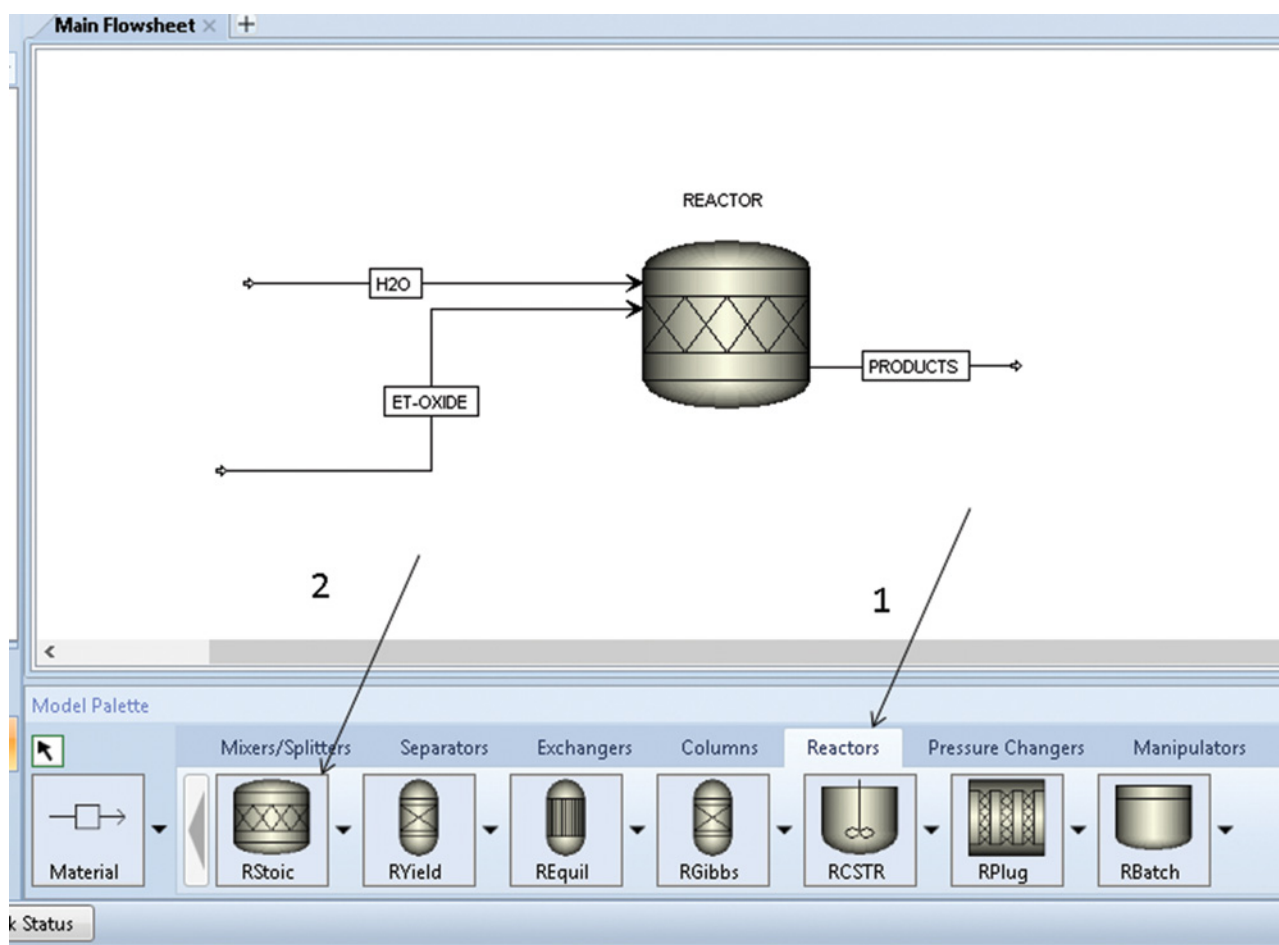 Main Flowsheet
REACTOR
H2O
PRODUCTS
ET-OXIDE
2
1
Model Palette
Mixers/Splitters Separators Exchangers Columns Reactors Pressure Changers Manipulators
Material RStoic RYield REquil RGibbs RCSTR RPlug RBatch
k Status